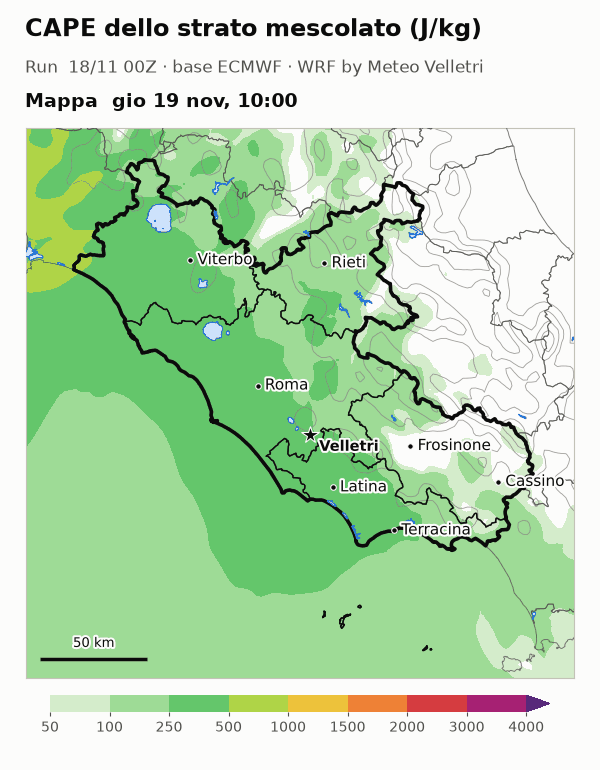 CAPE dello strato mescolato (J/kg)
Run  18/11 00Z · base ECMWF · WRF by Meteo Velletri
Mappa  gio 19 nov, 10:00
Viterbo
Rieti
Roma
Velletri
Frosinone
Latina
Cassino
Terracina
50 km
50 100 250 500 1000 1500 2000 3000 4000